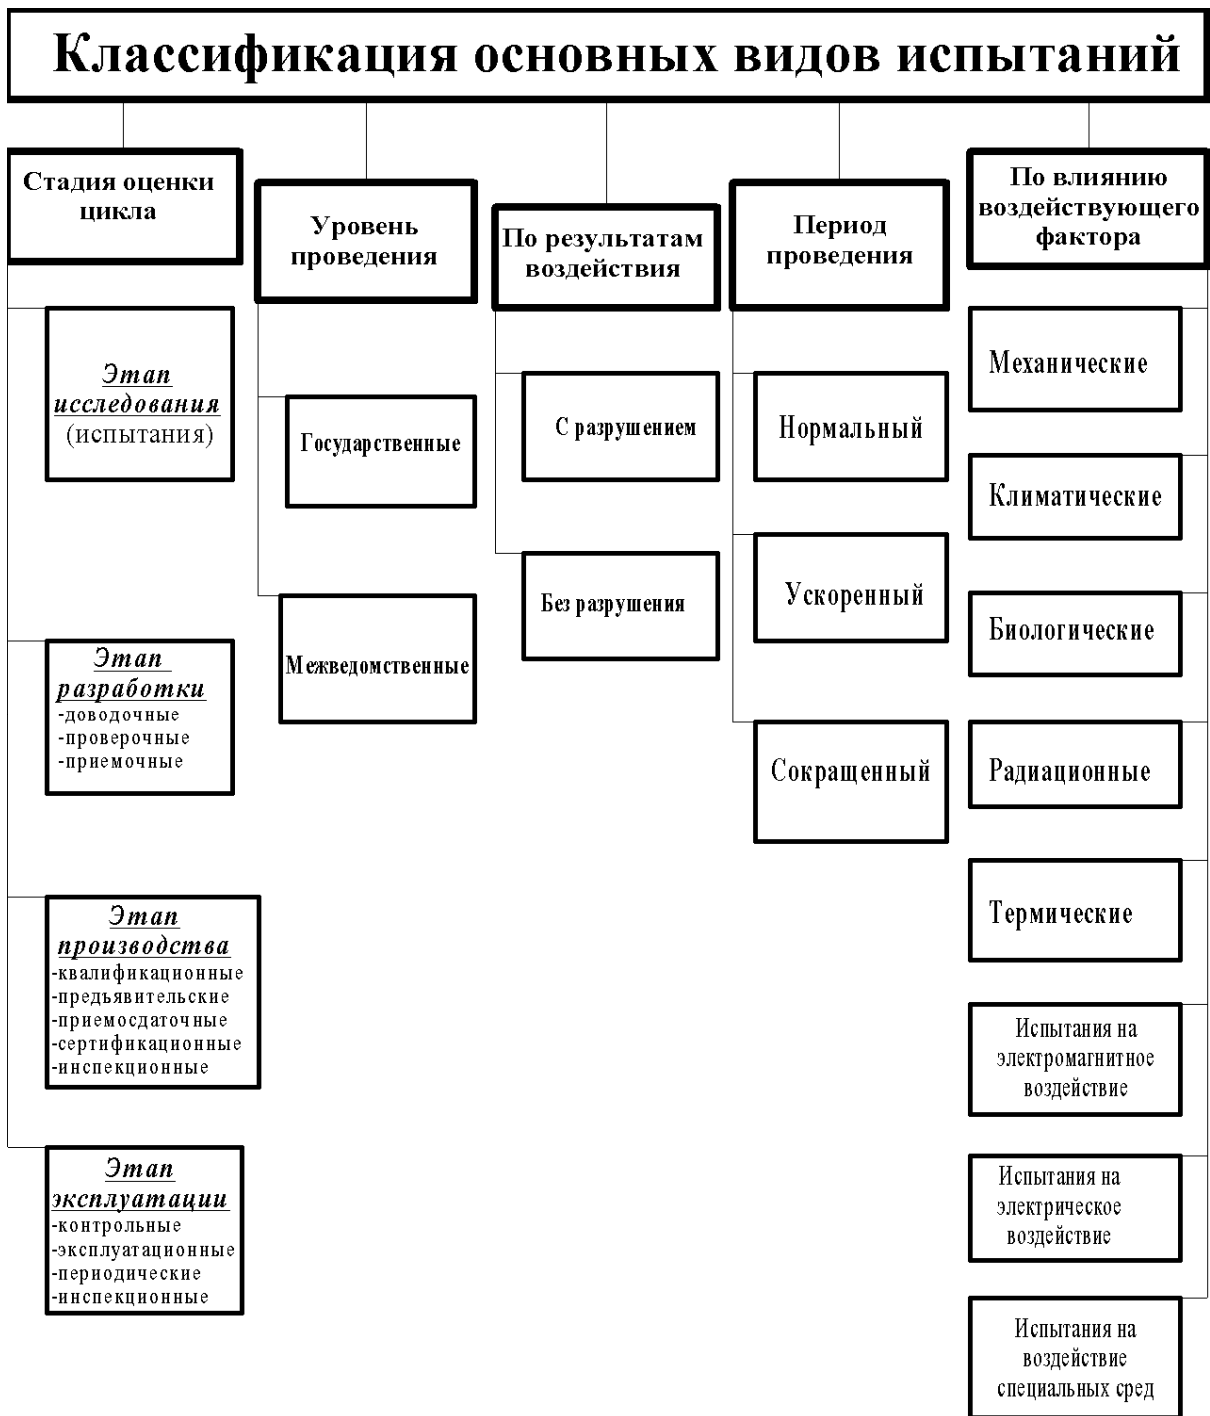 Классификация основных видов испытаний
Стадия оценки
цикла
Этап
исследования
(испытания)
Этап
разработки
-доводочные
-проверочные
-приемочные
Этап
производства
-квалификационные
-предъявительские
-приемосдаточные
-сертификационные
-инспекционные
Этап
эксплуатации
-контрольные
-эксплуатационные
-периодические
-инспекционные
Уровень
проведения
Государственные
Межведомственные
По результатам
воздействия
С разрушением
Без разрушения
Период
проведения
Нормальный
Ускоренный
Сокращенный
По влиянию
воздействующего
фактора
Механические
Климатические
Биологические
Радиационные
Термические
Испытания на
электромагнитное
воздействие
Испытания на
электрическое
воздействие
Испытания на
воздействие
специальных сред